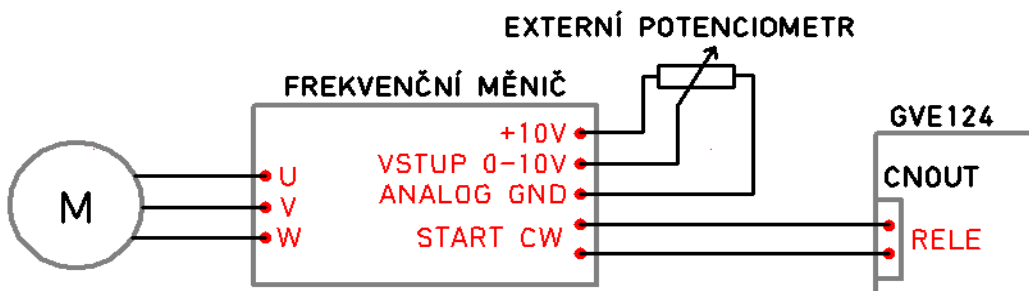 EXTERNÍ POTENCIOMETR
FREKVENČNÍ MĚNIČ
GVE124
+10V
VSTUP 0-10V
CNOUT
U
ANALOG GND
M
V
W
START CW
RELE